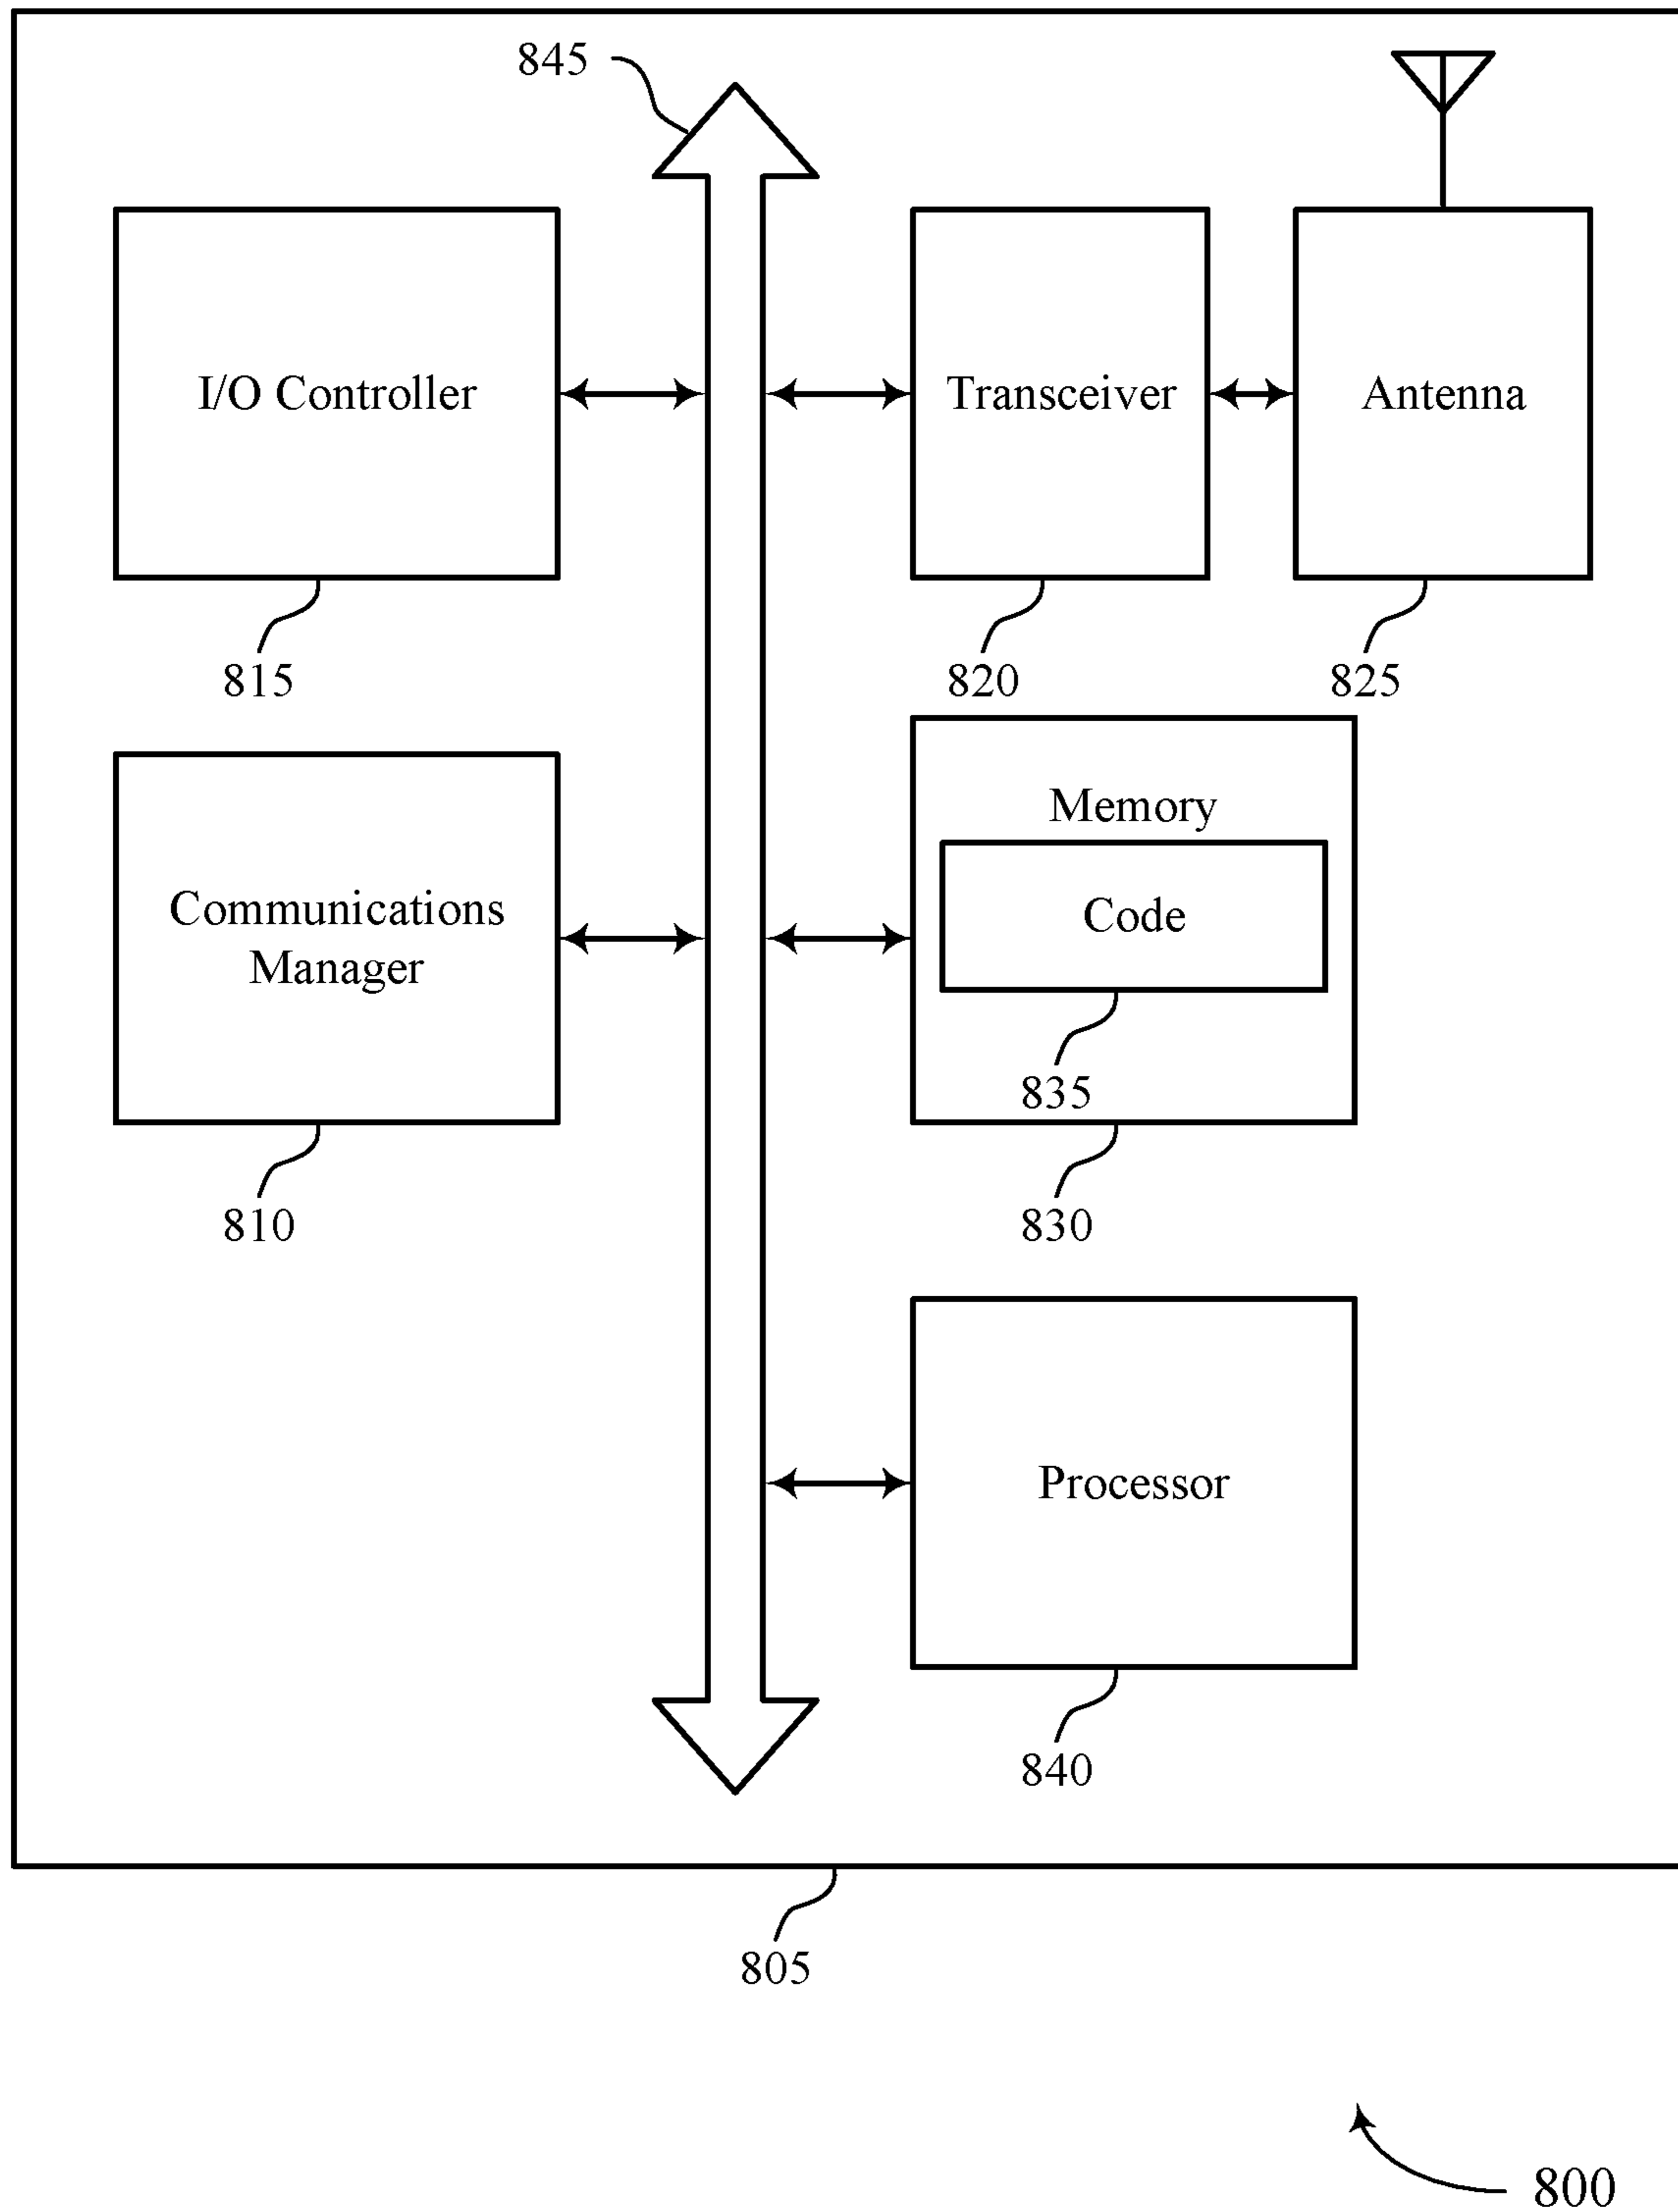 845
I/O Controller
Transceiver
Antenna
815
820
825
Communications
Manager
Memory
Code
835
810
830
Processor
840
805
800